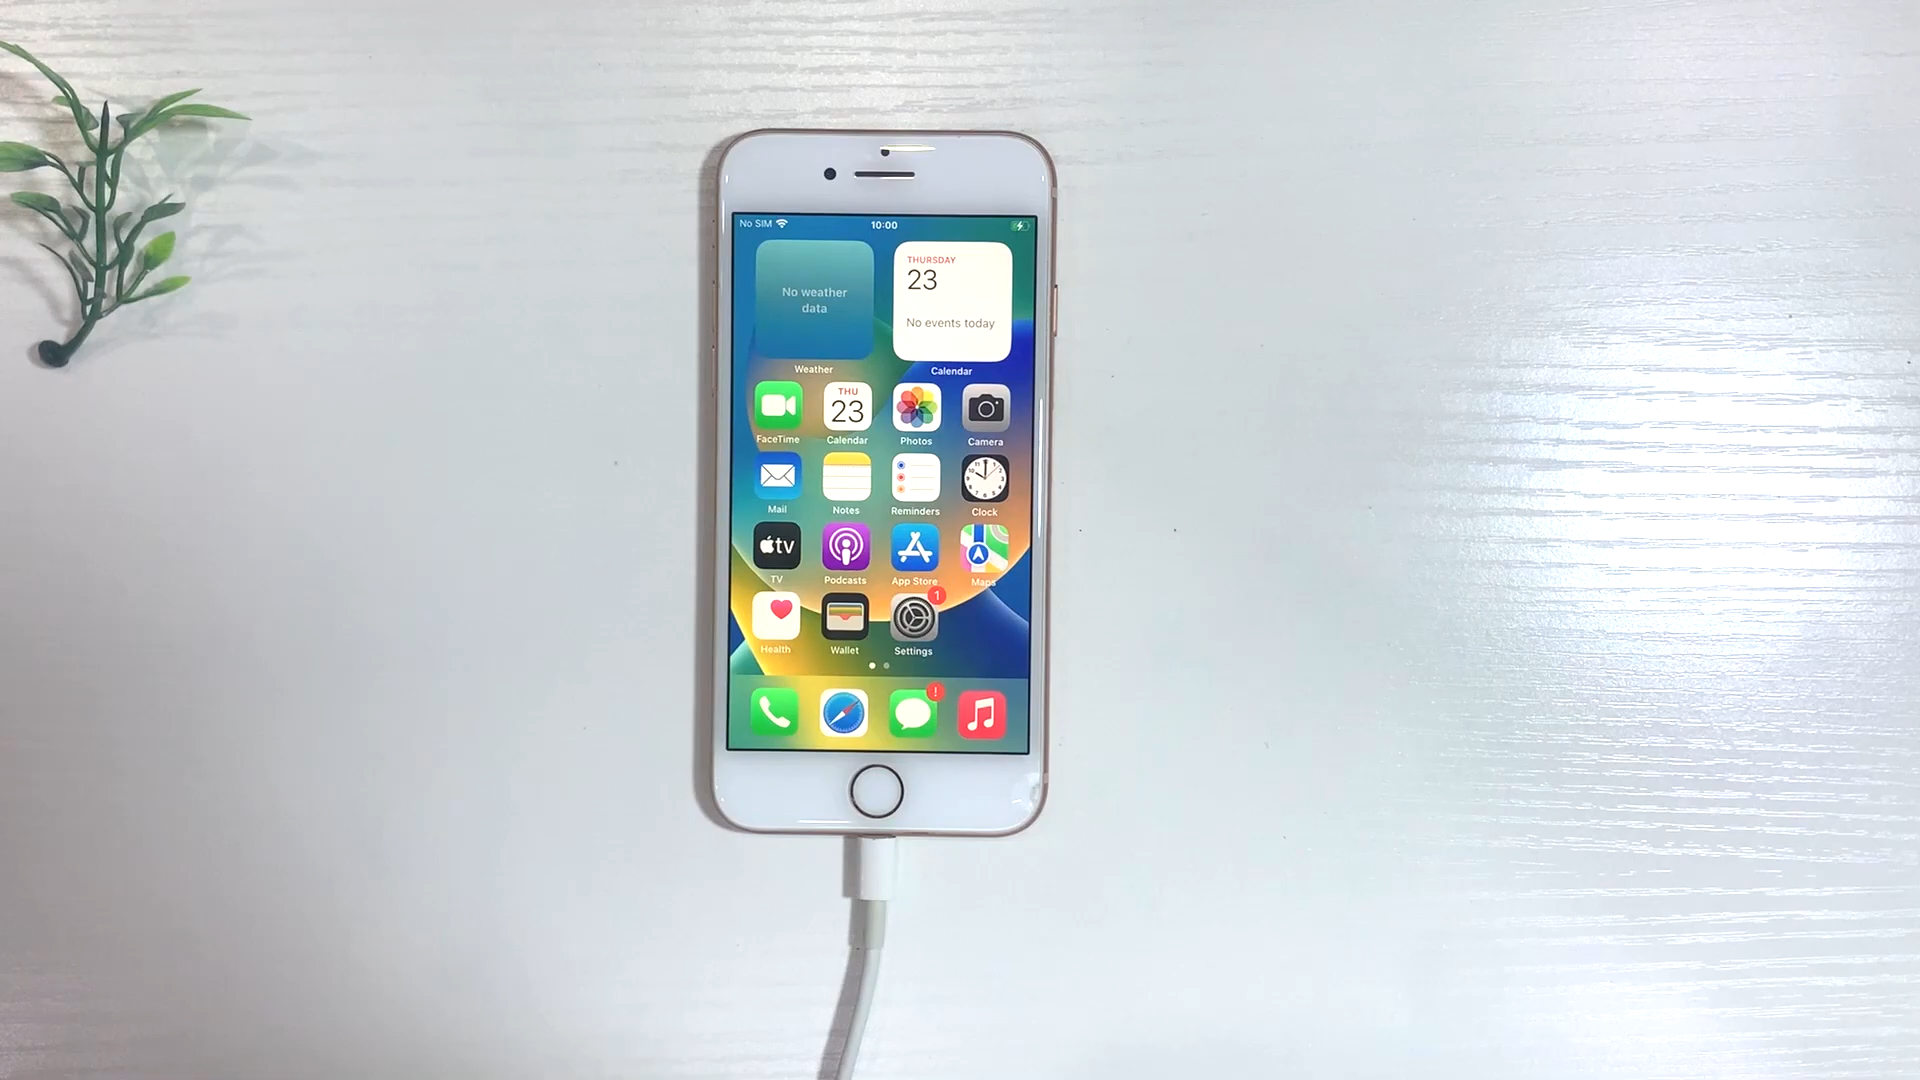 No SIM 10:00
No weather
data
THURSDAY
23
No events today
Weather Calendar
THU
23
FaceTime Calendar Photos Camera
Mail Notes Reminders Clock
tv
TV Podcasts App Store Maps
1
Health Wallet Settings
!